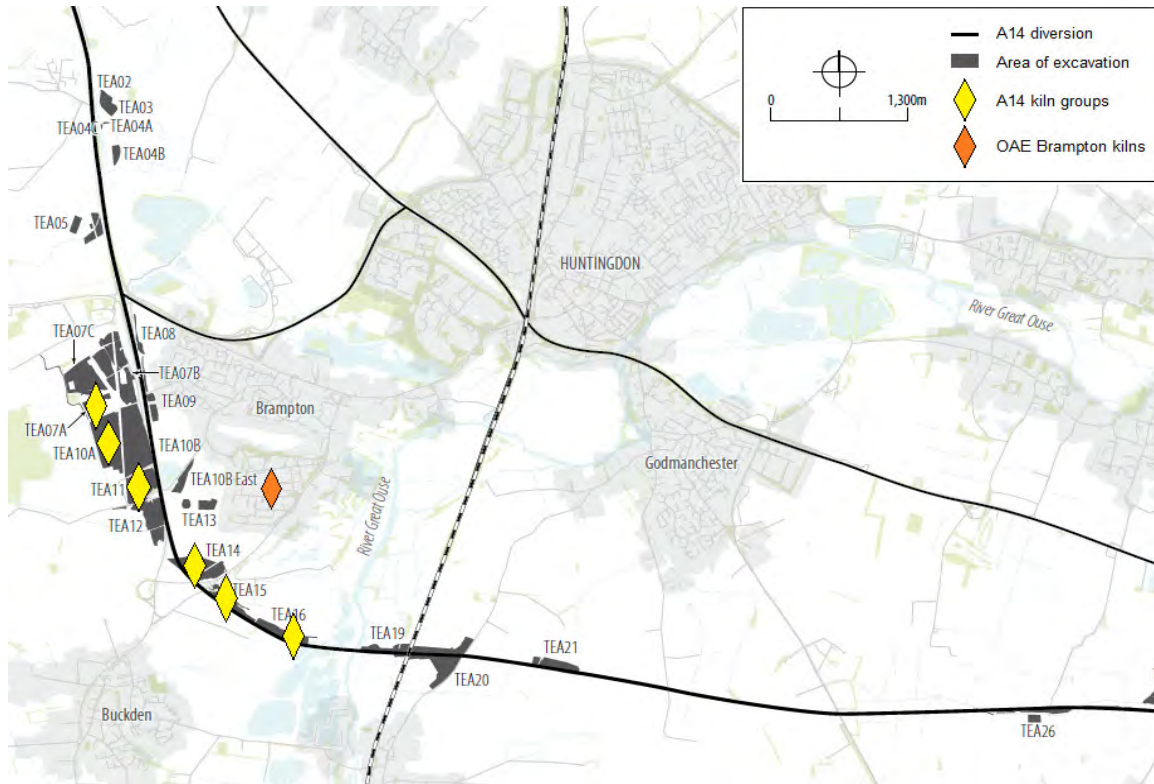 A14 diversion
Area of excavation
0
1,300m
A14 kiln groups
OAE Brampton kilns
TEA02
TEA03
TEA04C
TEA04A
TEA04B
TEA05
HUNTINGDON
River Great Ouse
TEA07C
TEA08
TEA07B
TEA09
Brampton
TEA07A
TEA10A
TEA10B
Godmanchester
TEA11
TEA10B East
TEA12
TEA13
River Great Ouse
TEA14
TEA15
TEA16
TEA19
TEA21
TEA20
Buckden
TEA26